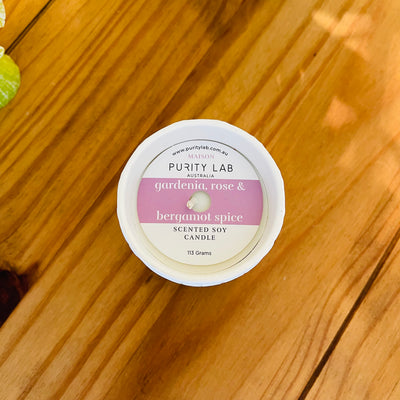 www.puritylab.com.au
MAISON
PURITY LAB
AUSTRALIA
gardenia, rose &
bergamot spice
SCENTED SOY
CANDLE
113 Grams